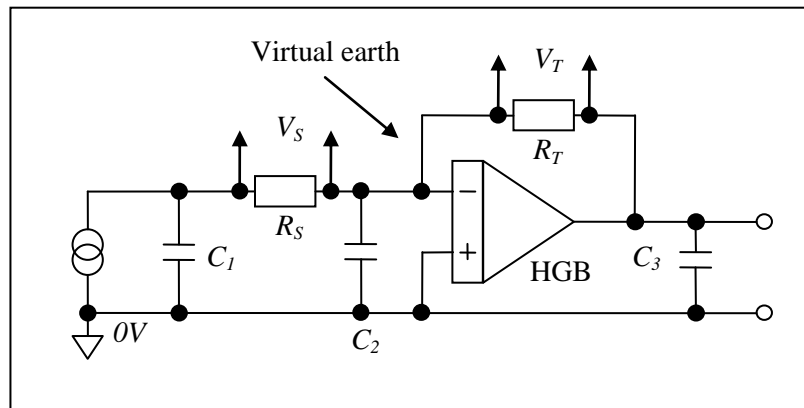 Virtual earth
V_T
V_S
R_T
−
R_S
C_1
+
HGB
C_3
0V
C_2